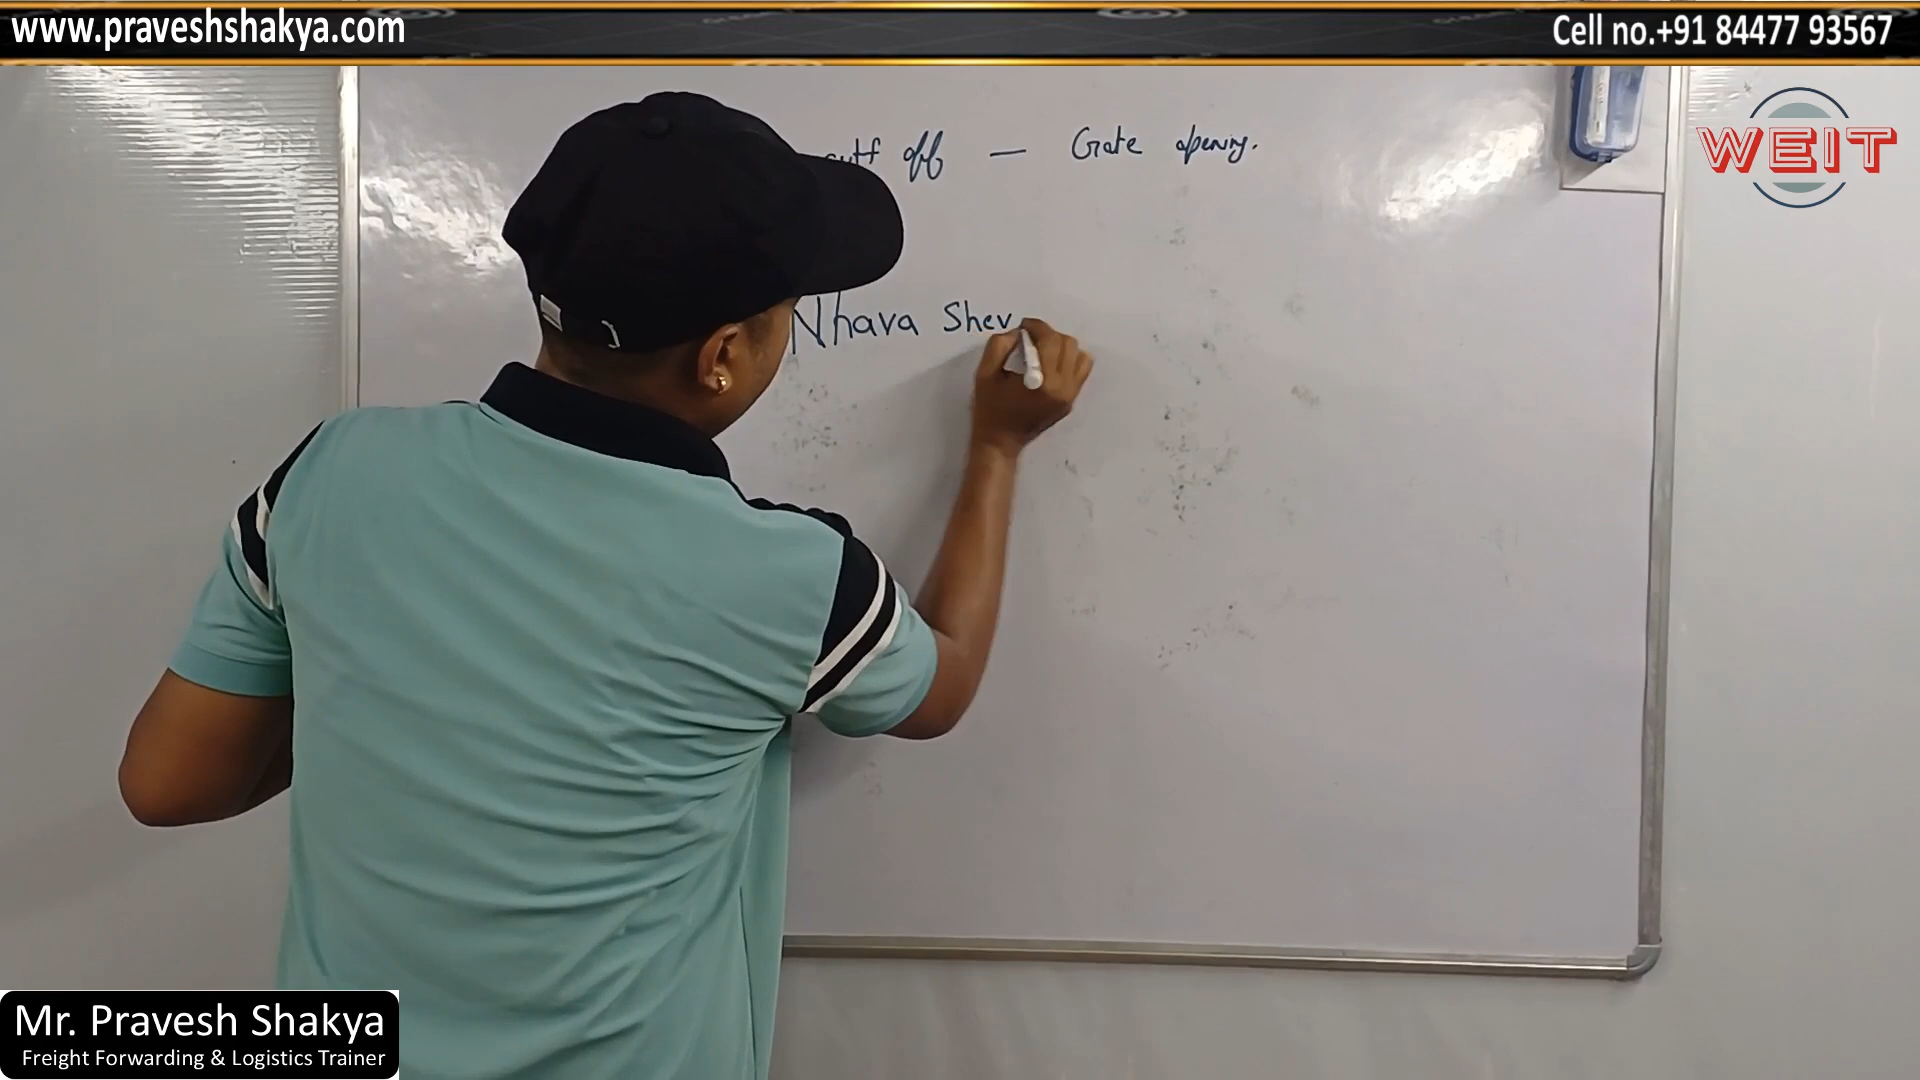 www.praveshshakya.com
Cell no.+91 84477 93567
WEIT
cutt off — Gate opening.
Nhava Shev
Mr. Pravesh Shakya
Freight Forwarding & Logistics Trainer